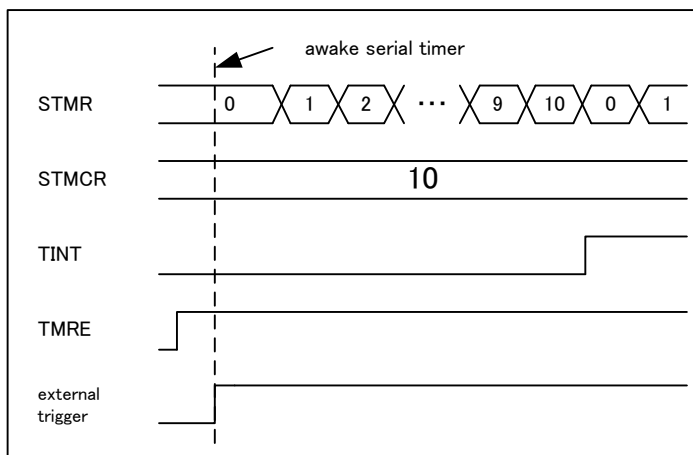 awake serial timer
STMR 0 1 2 ··· 9 10 0 1
STMCR 10
TINT
TMRE
external
trigger